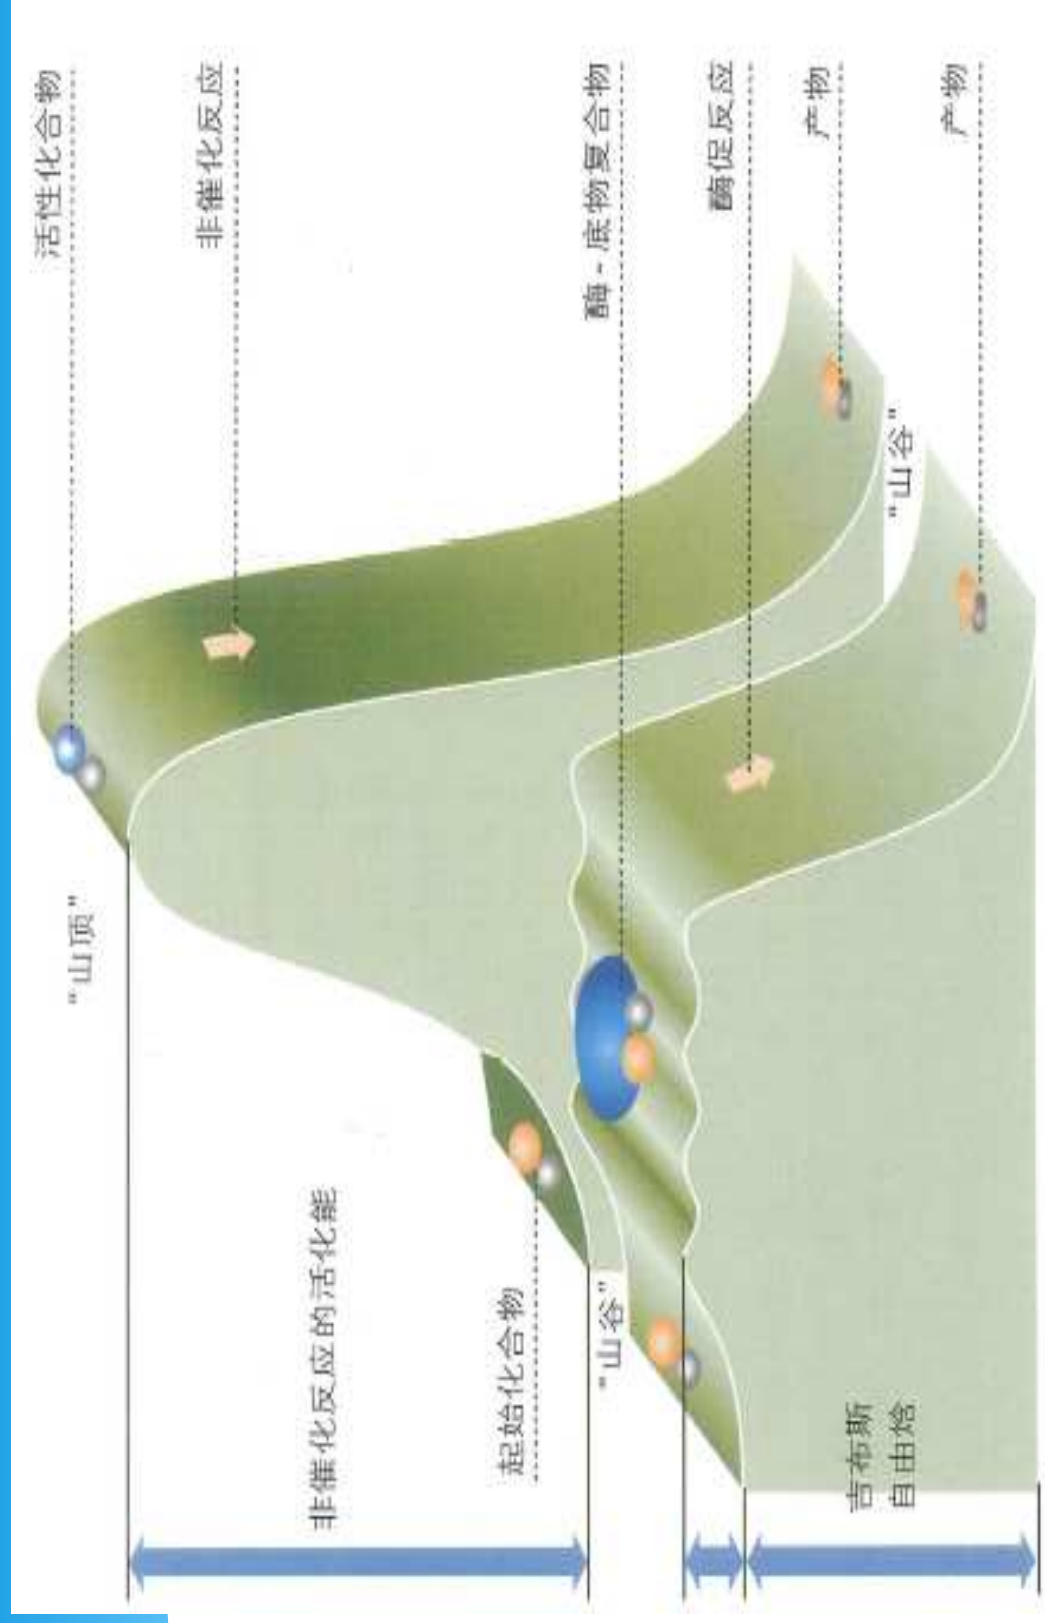 活性化合物
“山顶”
非催化反应
非催化反应的活化能
起始化合物
酶-底物复合物
“山谷”
酶促反应
产物
“山谷”
产物
吉布斯
自由焓